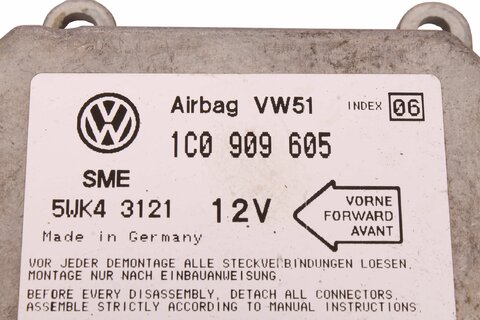 Airbag VW51 INDEX 06
1C0 909 605
SME
5WK4 3121 12V
VORNE
FORWARD
AVANT
Made in Germany
VOR JEDER DEMONTAGE ALLE STECKVERBINDUNGEN LOESEN.
MONTAGE NUR NACH EINBAUANWEISUNG.
BEFORE EVERY DISASSEMBLY, DETACH ALL CONNECTORS.
ASSEMBLE STRICTLY ACCORDING TO MANUAL INSTRUCTIONS.